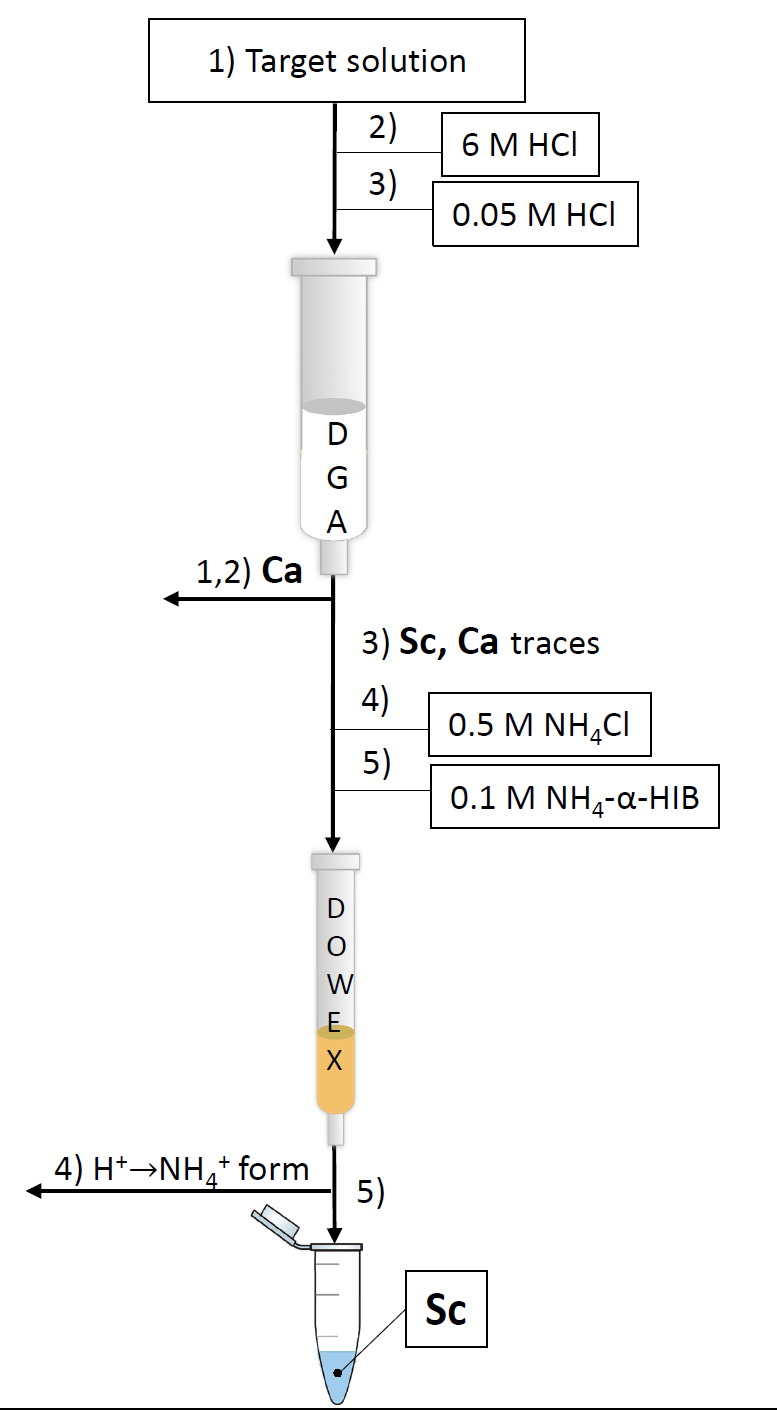 1) Target solution
2)
6 M HCl
3)
0.05 M HCl
D
G
A
1,2) Ca
3) Sc, Ca traces
4)
0.5 M NH₄Cl
5)
0.1 M NH₄-α-HIB
D
O
W
E
X
4) H⁺→NH₄⁺ form
5)
Sc